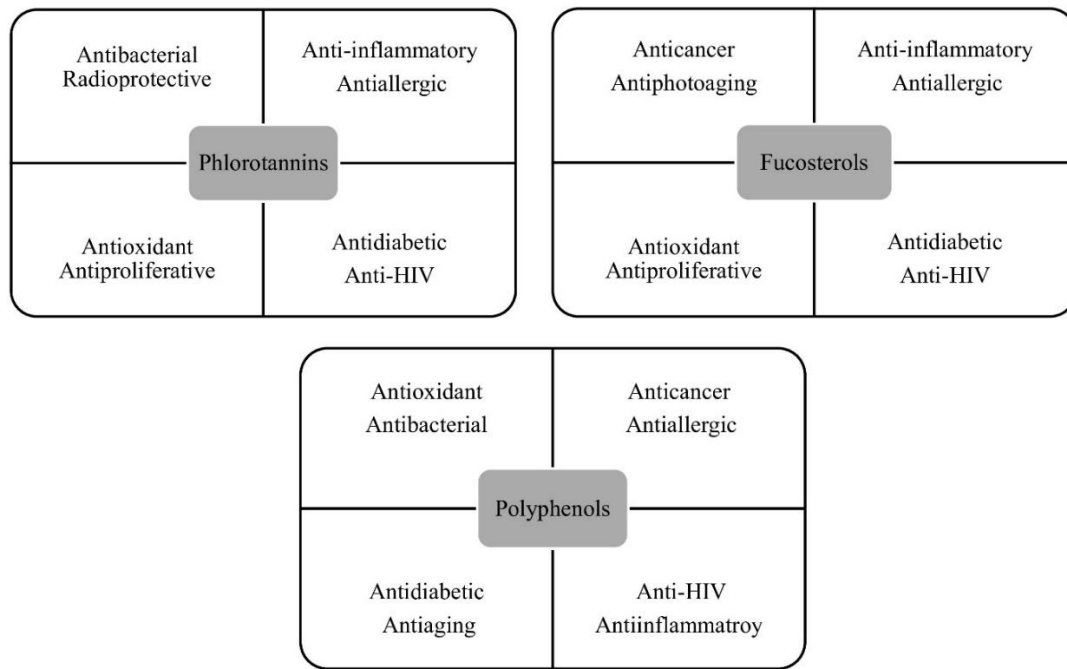 Antibacterial
Radioprotective
Anti-inflammatory
Antiallergic
Phlorotannins
Antioxidant
Antiproliferative
Antidiabetic
Anti-HIV
Anticancer
Antiphotoaging
Anti-inflammatory
Antiallergic
Fucosterols
Antioxidant
Antiproliferative
Antidiabetic
Anti-HIV
Antioxidant
Antibacterial
Anticancer
Antiallergic
Polyphenols
Antidiabetic
Antiaging
Anti-HIV
Antiinflammatroy